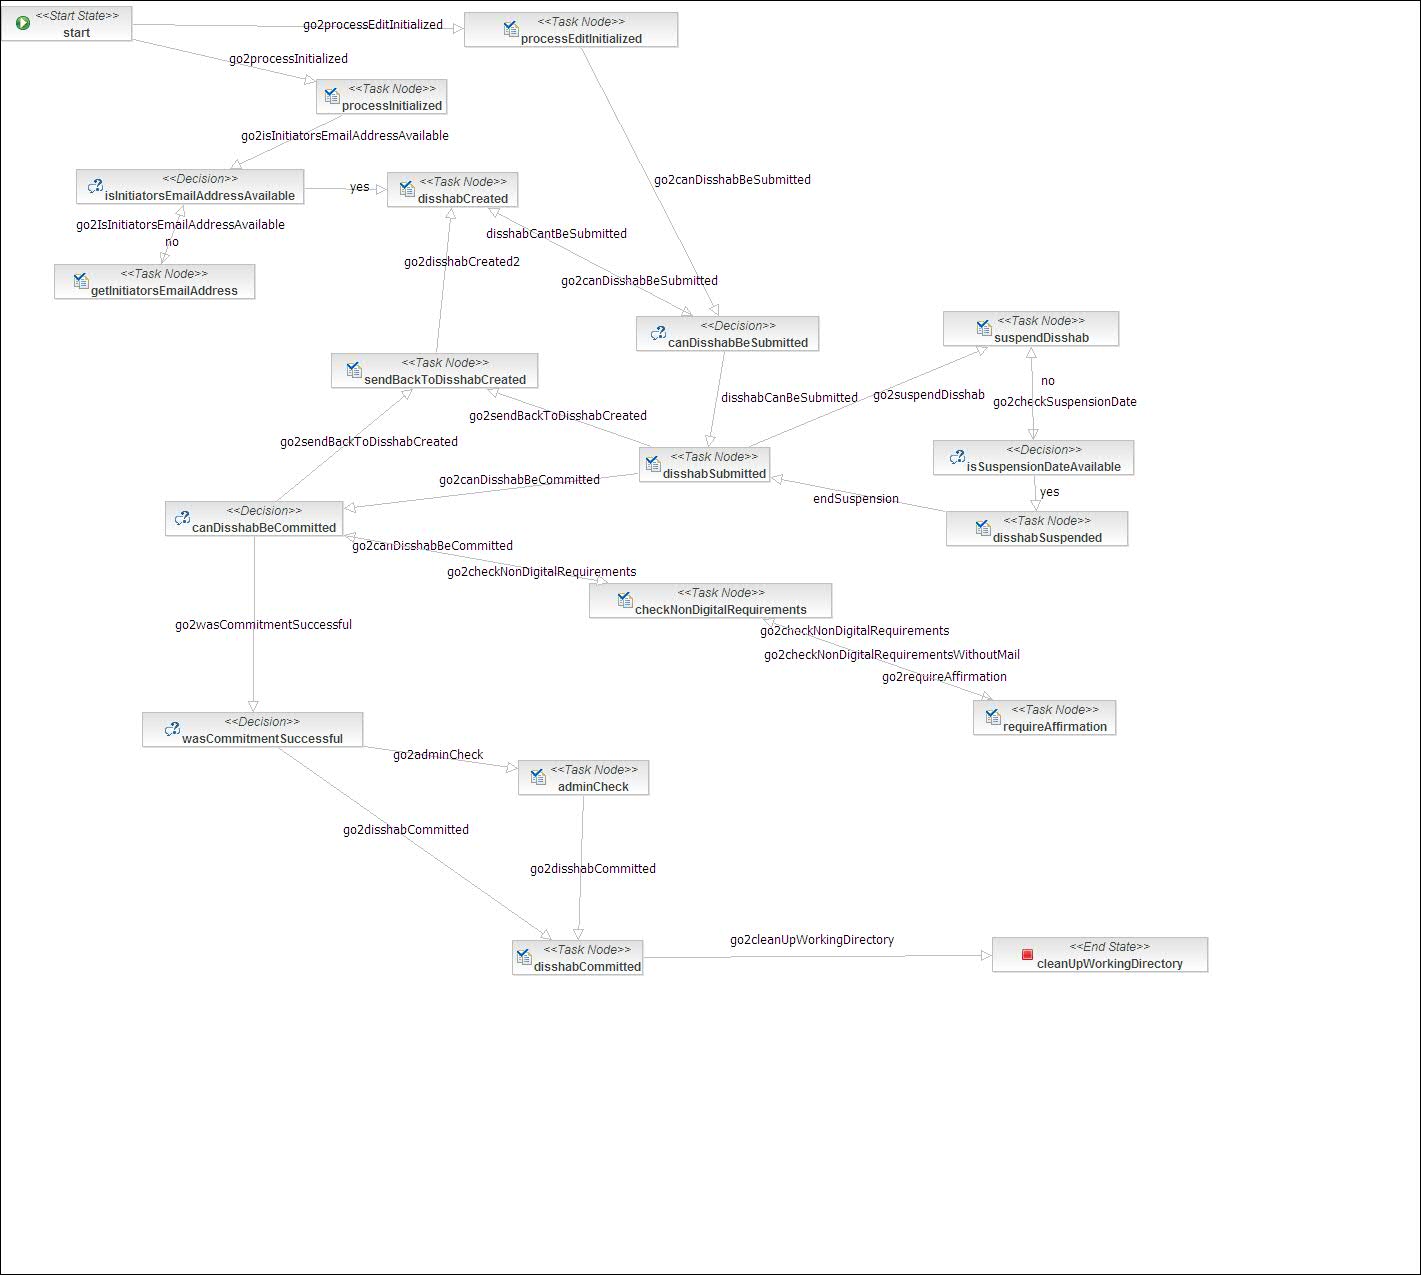 <<Start State>>
start
go2processEditInitialized
<<Task Node>>
processEditInitialized
go2processInitialized
<<Task Node>>
processInitialized
go2isInitiatorsEmailAddressAvailable
<<Decision>>
isInitiatorsEmailAddressAvailable
yes
<<Task Node>>
disshabCreated
go2canDisshabBeSubmitted
go2IsInitiatorsEmailAddressAvailable
no
disshabCantBeSubmitted
<<Task Node>>
getInitiatorsEmailAddress
go2disshabCreated2
go2canDisshabBeSubmitted
<<Decision>>
canDisshabBeSubmitted
<<Task Node>>
suspendDisshab
<<Task Node>>
sendBackToDisshabCreated
no
disshabCanBeSubmitted
go2suspendDisshab
go2checkSuspensionDate
go2sendBackToDisshabCreated
go2sendBackToDisshabCreated
<<Task Node>>
disshabSubmitted
<<Decision>>
isSuspensionDateAvailable
go2canDisshabBeCommitted
endSuspension
yes
<<Decision>>
canDisshabBeCommitted
<<Task Node>>
disshabSuspended
go2canDisshabBeCommitted
go2checkNonDigitalRequirements
<<Task Node>>
checkNonDigitalRequirements
go2wasCommitmentSuccessful
go2checkNonDigitalRequirements
go2checkNonDigitalRequirementsWithoutMail
go2requireAffirmation
<<Task Node>>
requireAffirmation
<<Decision>>
wasCommitmentSuccessful
go2adminCheck
<<Task Node>>
adminCheck
go2disshabCommitted
go2disshabCommitted
<<Task Node>>
disshabCommitted
go2cleanUpWorkingDirectory
<<End State>>
cleanUpWorkingDirectory